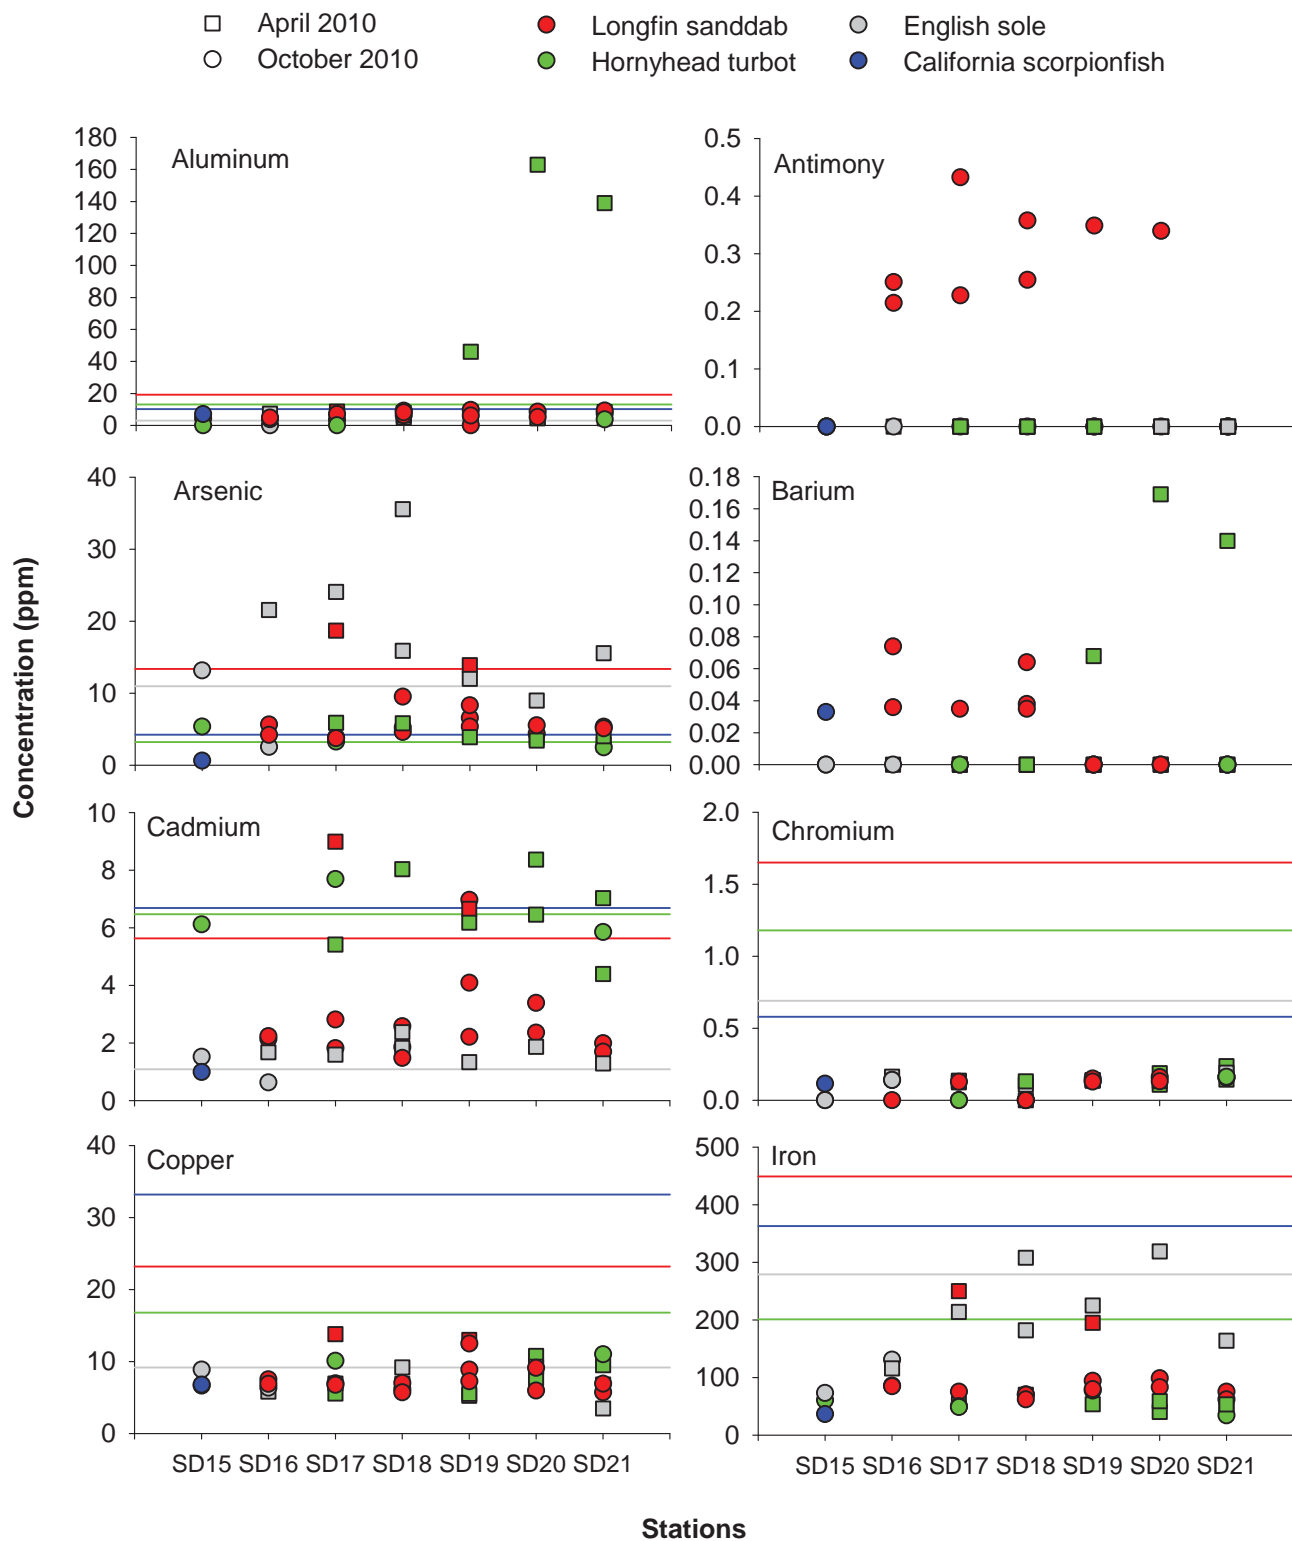 April 2010
Longfin sanddab
English sole
October 2010
Hornyhead turbot
California scorpionfish
Concentration (ppm)
Aluminum
180
160
140
120
100
80
60
40
20
0
Antimony
0.5
0.4
0.3
0.2
0.1
0.0
Arsenic
40
30
20
10
0
Barium
0.18
0.16
0.14
0.12
0.10
0.08
0.06
0.04
0.02
0.00
Cadmium
10
8
6
4
2
0
Chromium
2.0
1.5
1.0
0.5
0.0
Copper
40
30
20
10
0
Iron
500
400
300
200
100
0
SD15 SD16 SD17 SD18 SD19 SD20 SD21
SD15 SD16 SD17 SD18 SD19 SD20 SD21
Stations